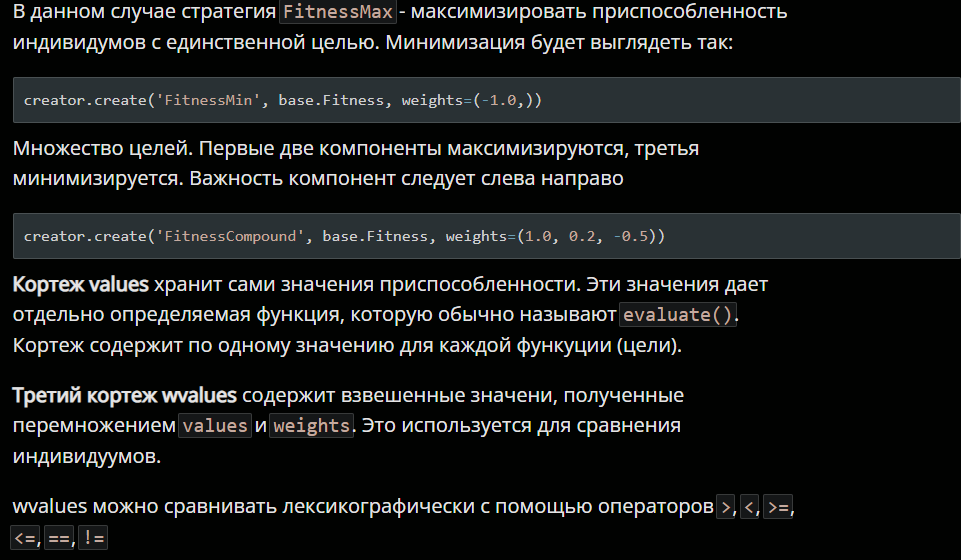 В данном случае стратегия FitnessMax - максимизировать приспособленность
индивидумов с единственной целью. Минимизация будет выглядеть так:
creator.create('FitnessMin', base.Fitness, weights=(-1.0,))
Множество целей. Первые две компоненты максимизируются, третья
минимизируется. Важность компонент следует слева направо
creator.create('FitnessCompound', base.Fitness, weights=(1.0, 0.2, -0.5))
Кортеж values хранит сами значения приспособленности. Эти значения дает
отдельно определяемая функция, которую обычно называют evaluate().
Кортеж содержит по одному значению для каждой функуции (цели).
Третий кортеж wvalues содержит взвешенные значени, полученные
перемножением values и weights. Это используется для сравнения
индивидуумов.
wvalues можно сравнивать лексикографически с помощью операторов >, <, >=,
<=, ==, !=